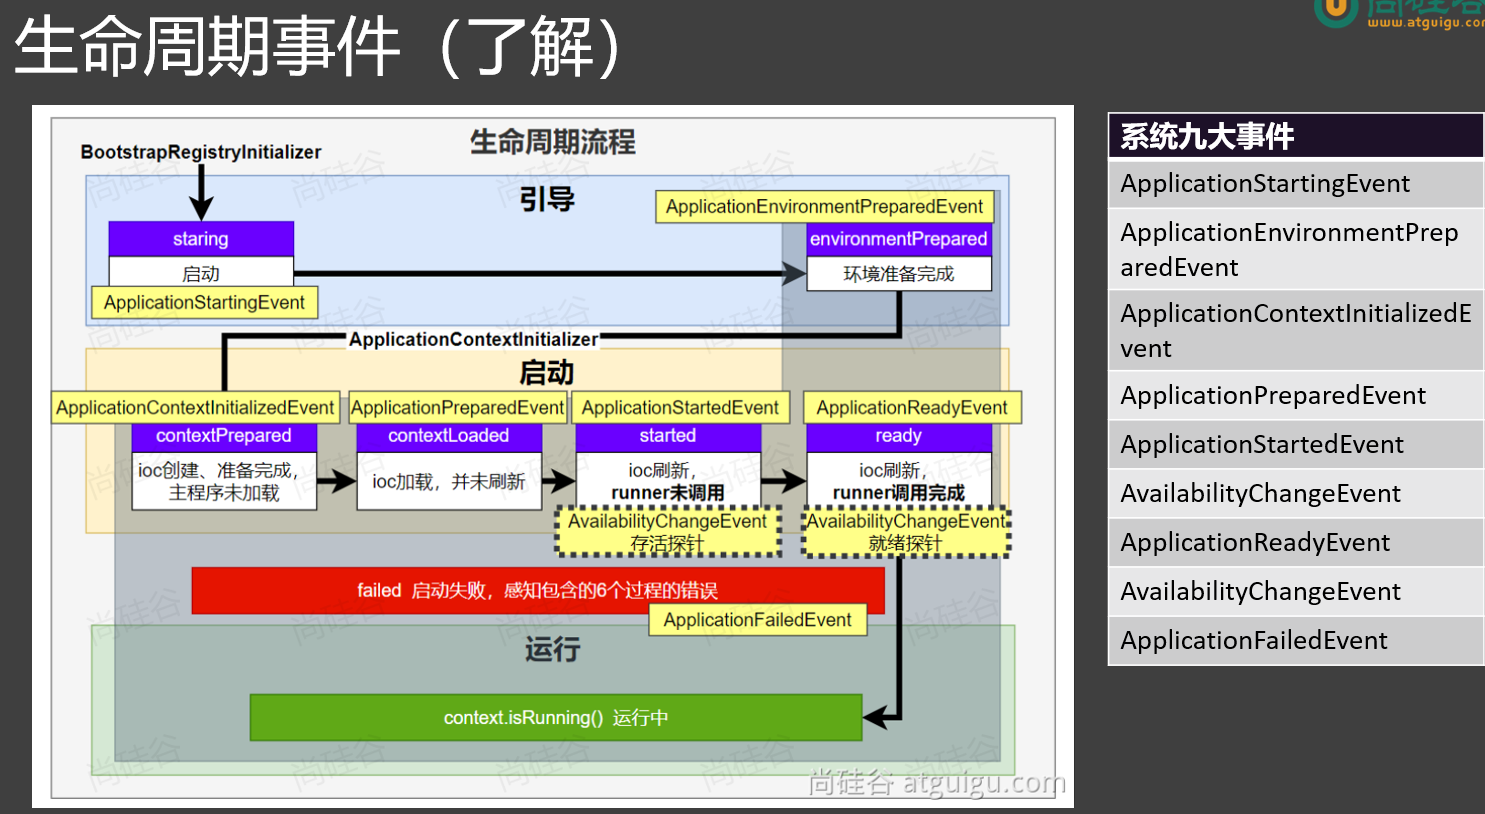 生命周期事件（了解）
www.atguigu.com
生命周期流程
BootstrapRegistryInitializer
引导
ApplicationEnvironmentPreparedEvent
staring
environmentPrepared
启动
环境准备完成
ApplicationStartingEvent
ApplicationContextInitializer
启动
ApplicationContextInitializedEvent
ApplicationPreparedEvent
ApplicationStartedEvent
ApplicationReadyEvent
contextPrepared
contextLoaded
started
ready
ioc创建、准备完成，
主程序未加载
ioc加载，并未刷新
ioc刷新，
runner未调用
ioc刷新，
runner调用完成
AvailabilityChangeEvent
存活探针
AvailabilityChangeEvent
就绪探针
failed 启动失败，感知包含的6个过程的错误
ApplicationFailedEvent
运行
context.isRunning() 运行中
尚硅谷 atguigu.com
系统九大事件
ApplicationStartingEvent
ApplicationEnvironmentPrep
aredEvent
ApplicationContextInitializedE
vent
ApplicationPreparedEvent
ApplicationStartedEvent
AvailabilityChangeEvent
ApplicationReadyEvent
AvailabilityChangeEvent
ApplicationFailedEvent